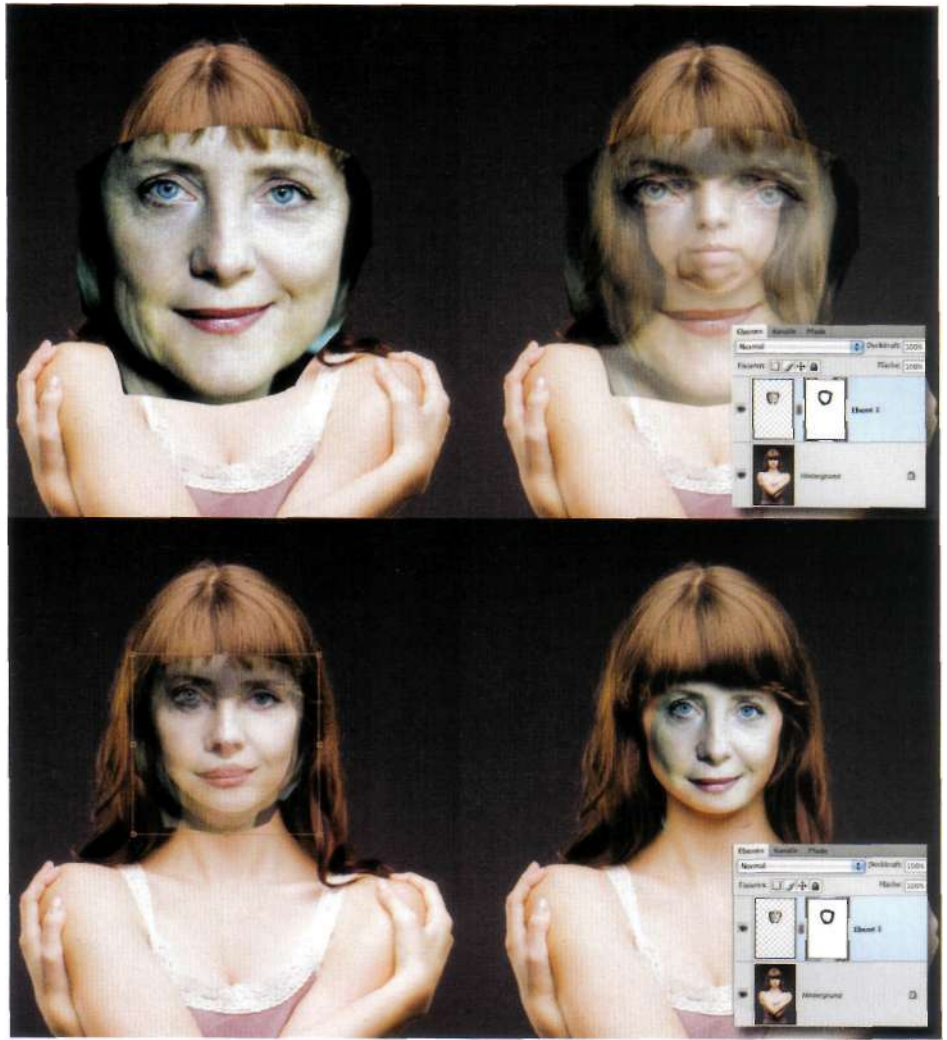 Ebenen Kanäle Pfade
Normal Deckkraft: 100%
Fixieren: Fläche: 100%
Ebene 1
Hintergrund
Ebenen Kanäle Pfade
Normal Deckkraft: 100%
Fixieren: Fläche: 100%
Ebene 1
Hintergrund